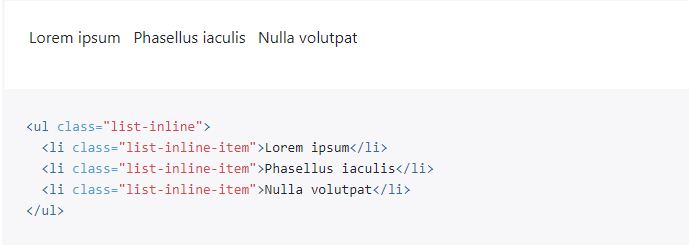 Lorem ipsum Phasellus iaculis Nulla volutpat
<ul class="list-inline">
  <li class="list-inline-item">Lorem ipsum</li>
  <li class="list-inline-item">Phasellus iaculis</li>
  <li class="list-inline-item">Nulla volutpat</li>
</ul>